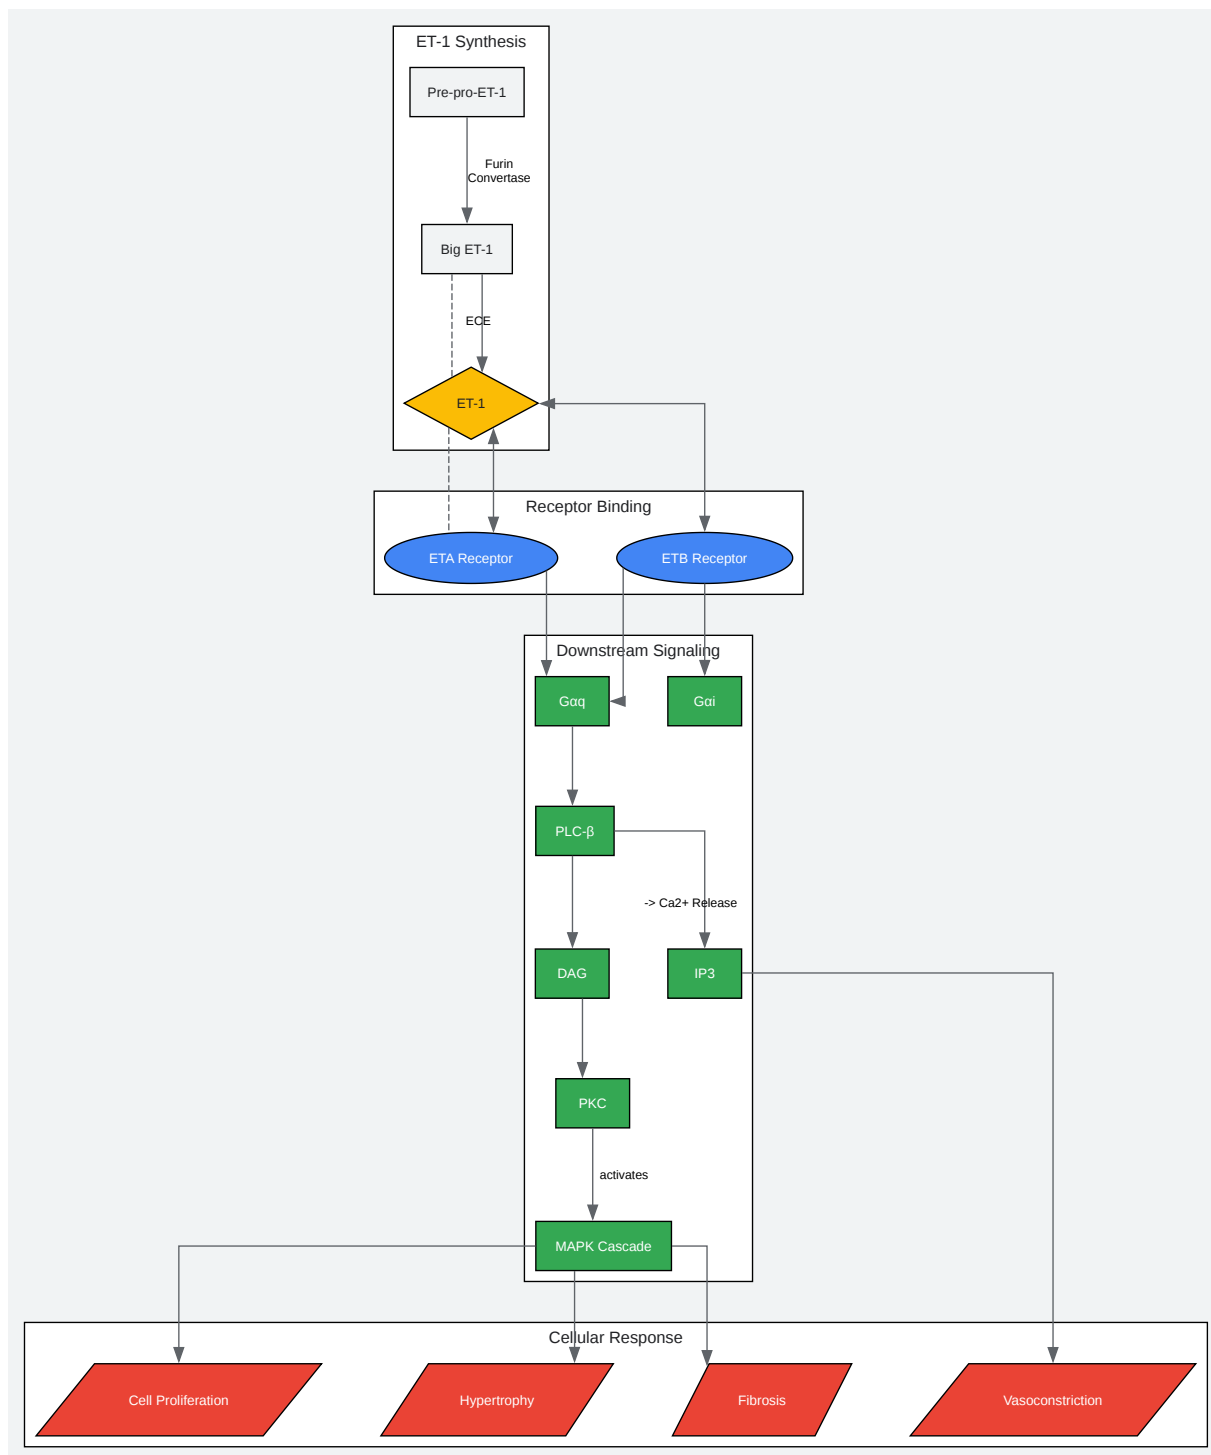 ET-1 Synthesis
Pre-pro-ET-1
Furin
Convertase
Big ET-1
ECE
ET-1
Receptor Binding
ETA Receptor
ETB Receptor
Downstream Signaling
Gαq
Gαi
PLC-β
-> Ca2+ Release
DAG
IP3
PKC
activates
MAPK Cascade
Cellular Response
Cell Proliferation
Hypertrophy
Fibrosis
Vasoconstriction